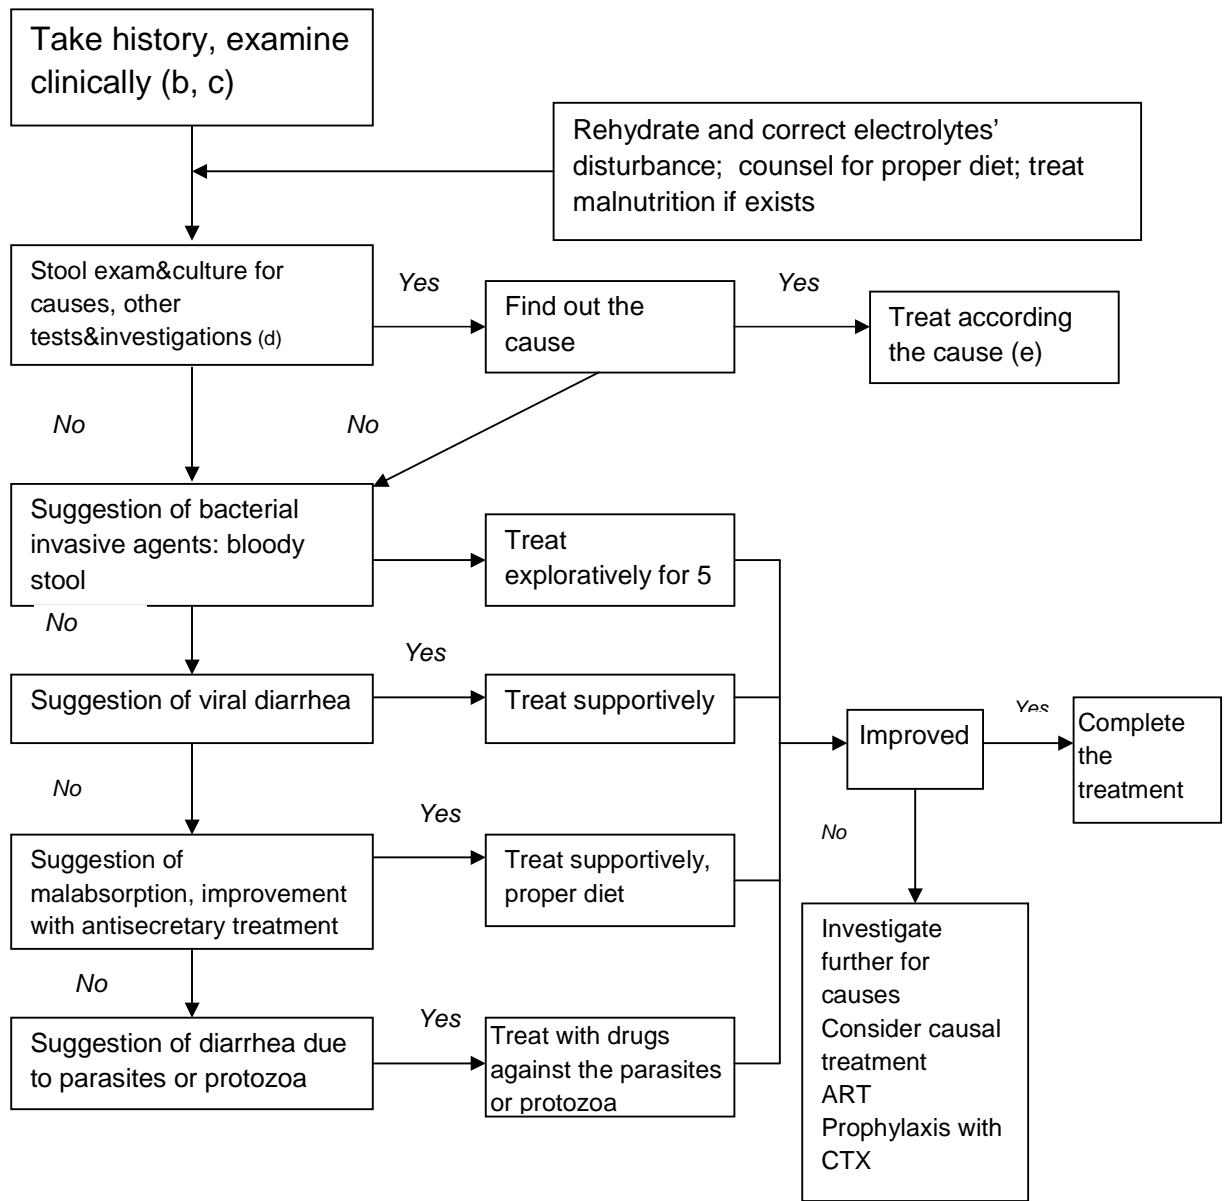 Take history, examine
clinically (b, c)
Rehydrate and correct electrolytes’
disturbance;  counsel for proper diet; treat
malnutrition if exists
Stool exam&culture for
causes, other
tests&investigations (d)
Yes
Find out the
cause
Yes
Treat according
the cause (e)
No
No
Suggestion of bacterial
invasive agents: bloody
stool
Treat
exploratively for 5
No
Yes
Suggestion of viral diarrhea
Treat supportively
Improved
Yes
Complete
the
treatment
No
Yes
No
Suggestion of
malabsorption, improvement
with antisecretary treatment
Treat supportively,
proper diet
Investigate
further for
causes
Consider causal
treatment
ART
Prophylaxis with
CTX
No
Yes
Suggestion of diarrhea due
to parasites or protozoa
Treat with drugs
against the parasites
or protozoa